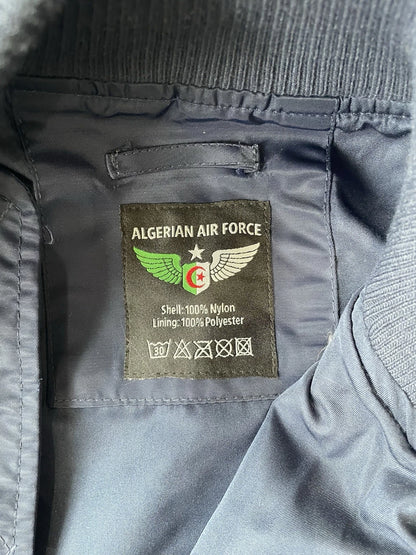 ALGERIAN AIR FORCE
Shell: 100% Nylon
Lining: 100% Polyester
30